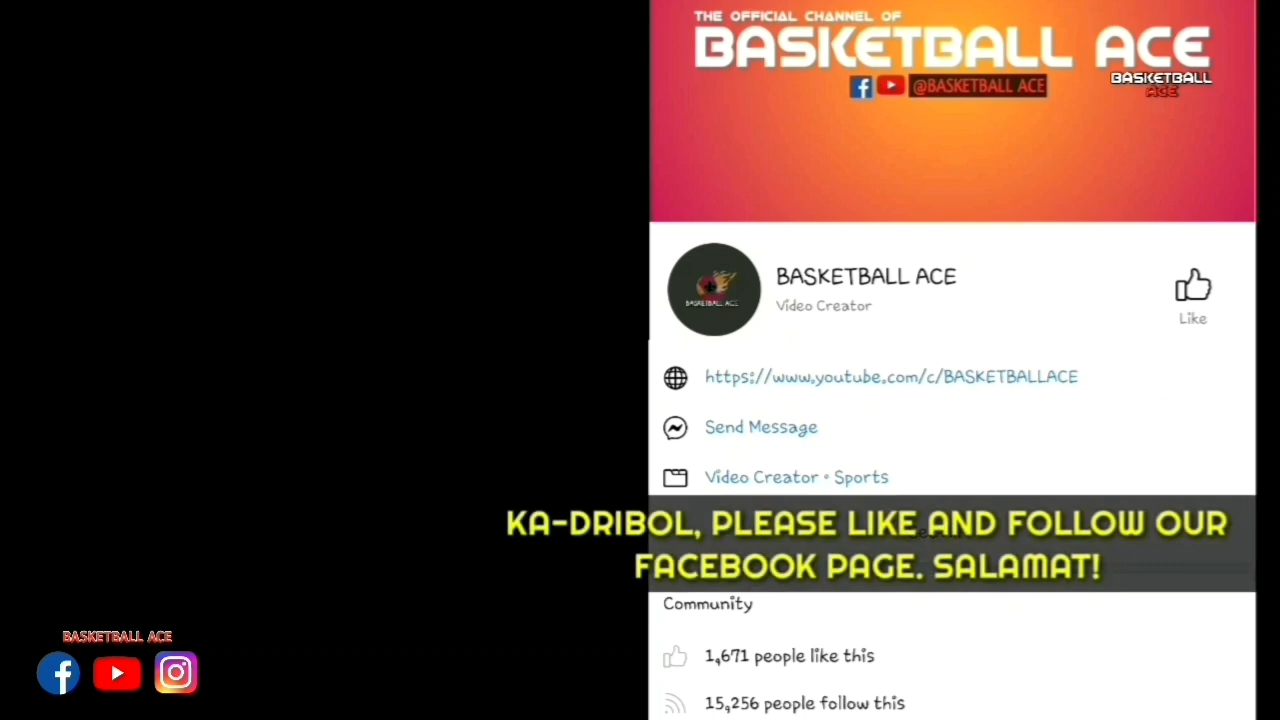 THE OFFICIAL CHANNEL OF
BASKETBALL ACE
@BASKETBALL ACE
BASKETBALL
ACE
BASKETBALL ACE
BASKETBALL ACE
Video Creator
Like
https://www.youtube.com/c/BASKETBALLACE
Send Message
Video Creator • Sports
KA-DRIBOL, PLEASE LIKE AND FOLLOW OUR
FACEBOOK PAGE. SALAMAT!
Community
1,671 people like this
15,256 people follow this
BASKETBALL ACE